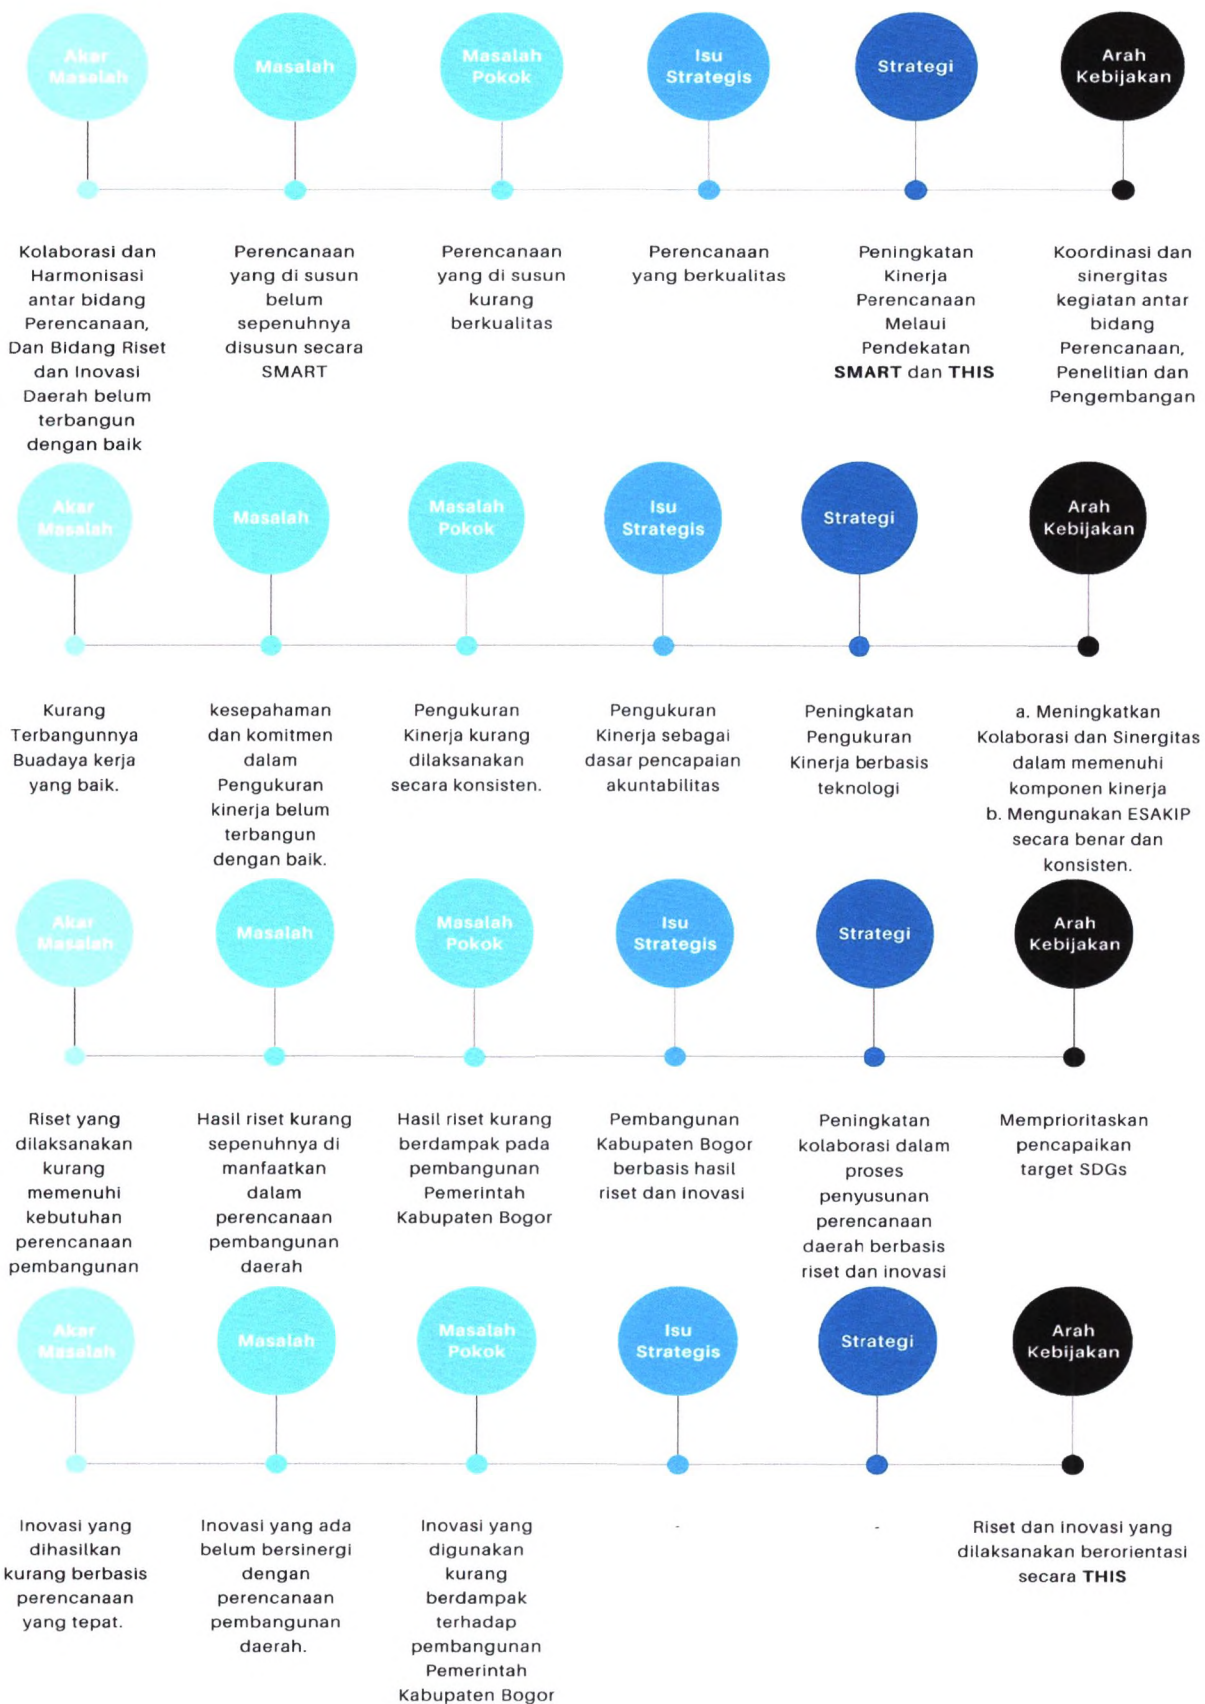 Akar
Masalah
Masalah
Masalah
Pokok
Isu
Strategis
Strategi
Arah
Kebijakan
Kolaborasi dan
Harmonisasi
antar bidang
Perencanaan,
Dan Bidang Riset
dan Inovasi
Daerah belum
terbangun
dengan baik
Perencanaan
yang di susun
belum
sepenuhnya
disusun secara
SMART
Perencanaan
yang di susun
kurang
berkualitas
Perencanaan
yang berkualitas
Peningkatan
Kinerja
Perencanaan
Melaui
Pendekatan
SMART dan THIS
Koordinasi dan
sinergitas
kegiatan antar
bidang
Perencanaan,
Penelitian dan
Pengembangan
Akar
Masalah
Masalah
Masalah
Pokok
Isu
Strategis
Strategi
Arah
Kebijakan
Kurang
Terbangunnya
Buadaya kerja
yang baik.
kesepahaman
dan komitmen
dalam
Pengukuran
kinerja belum
terbangun
dengan baik.
Pengukuran
Kinerja kurang
dilaksanakan
secara konsisten.
Pengukuran
Kinerja sebagai
dasar pencapaian
akuntabilitas
Peningkatan
Pengukuran
Kinerja berbasis
teknologi
a. Meningkatkan
Kolaborasi dan Sinergitas
dalam memenuhi
komponen kinerja
b. Mengunakan ESAKIP
secara benar dan
konsisten.
Akar
Masalah
Masalah
Masalah
Pokok
Isu
Strategis
Strategi
Arah
Kebijakan
Riset yang
dilaksanakan
kurang
memenuhi
kebutuhan
perencanaan
pembangunan
Hasil riset kurang
sepenuhnya di
manfaatkan
dalam
perencanaan
pembangunan
daerah
Hasil riset kurang
berdampak pada
pembangunan
Pemerintah
Kabupaten Bogor
Pembangunan
Kabupaten Bogor
berbasis hasil
riset dan inovasi
Peningkatan
kolaborasi dalam
proses
penyusunan
perencanaan
daerah berbasis
riset dan inovasi
Memprioritaskan
pencapaikan
target SDGs
Akar
Masalah
Masalah
Masalah
Pokok
Isu
Strategis
Strategi
Arah
Kebijakan
Inovasi yang
dihasilkan
kurang berbasis
perencanaan
yang tepat.
Inovasi yang ada
belum bersinergi
dengan
perencanaan
pembangunan
daerah.
Inovasi yang
digunakan
kurang
berdampak
terhadap
pembangunan
Pemerintah
Kabupaten Bogor
-
-
Riset dan inovasi yang
dilaksanakan berorientasi
secara THIS